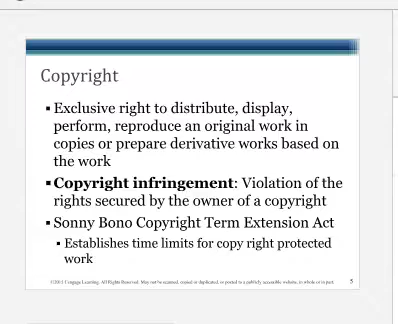 Copyright
▪ Exclusive right to distribute, display,
perform, reproduce an original work in
copies or prepare derivative works based on
the work
▪ Copyright infringement: Violation of the
rights secured by the owner of a copyright
▪ Sonny Bono Copyright Term Extension Act
▪ Establishes time limits for copy right protected
work
©2015 Cengage Learning. All Rights Reserved. May not be scanned, copied or duplicated, or posted to a publicly accessible website, in whole or in part. 5